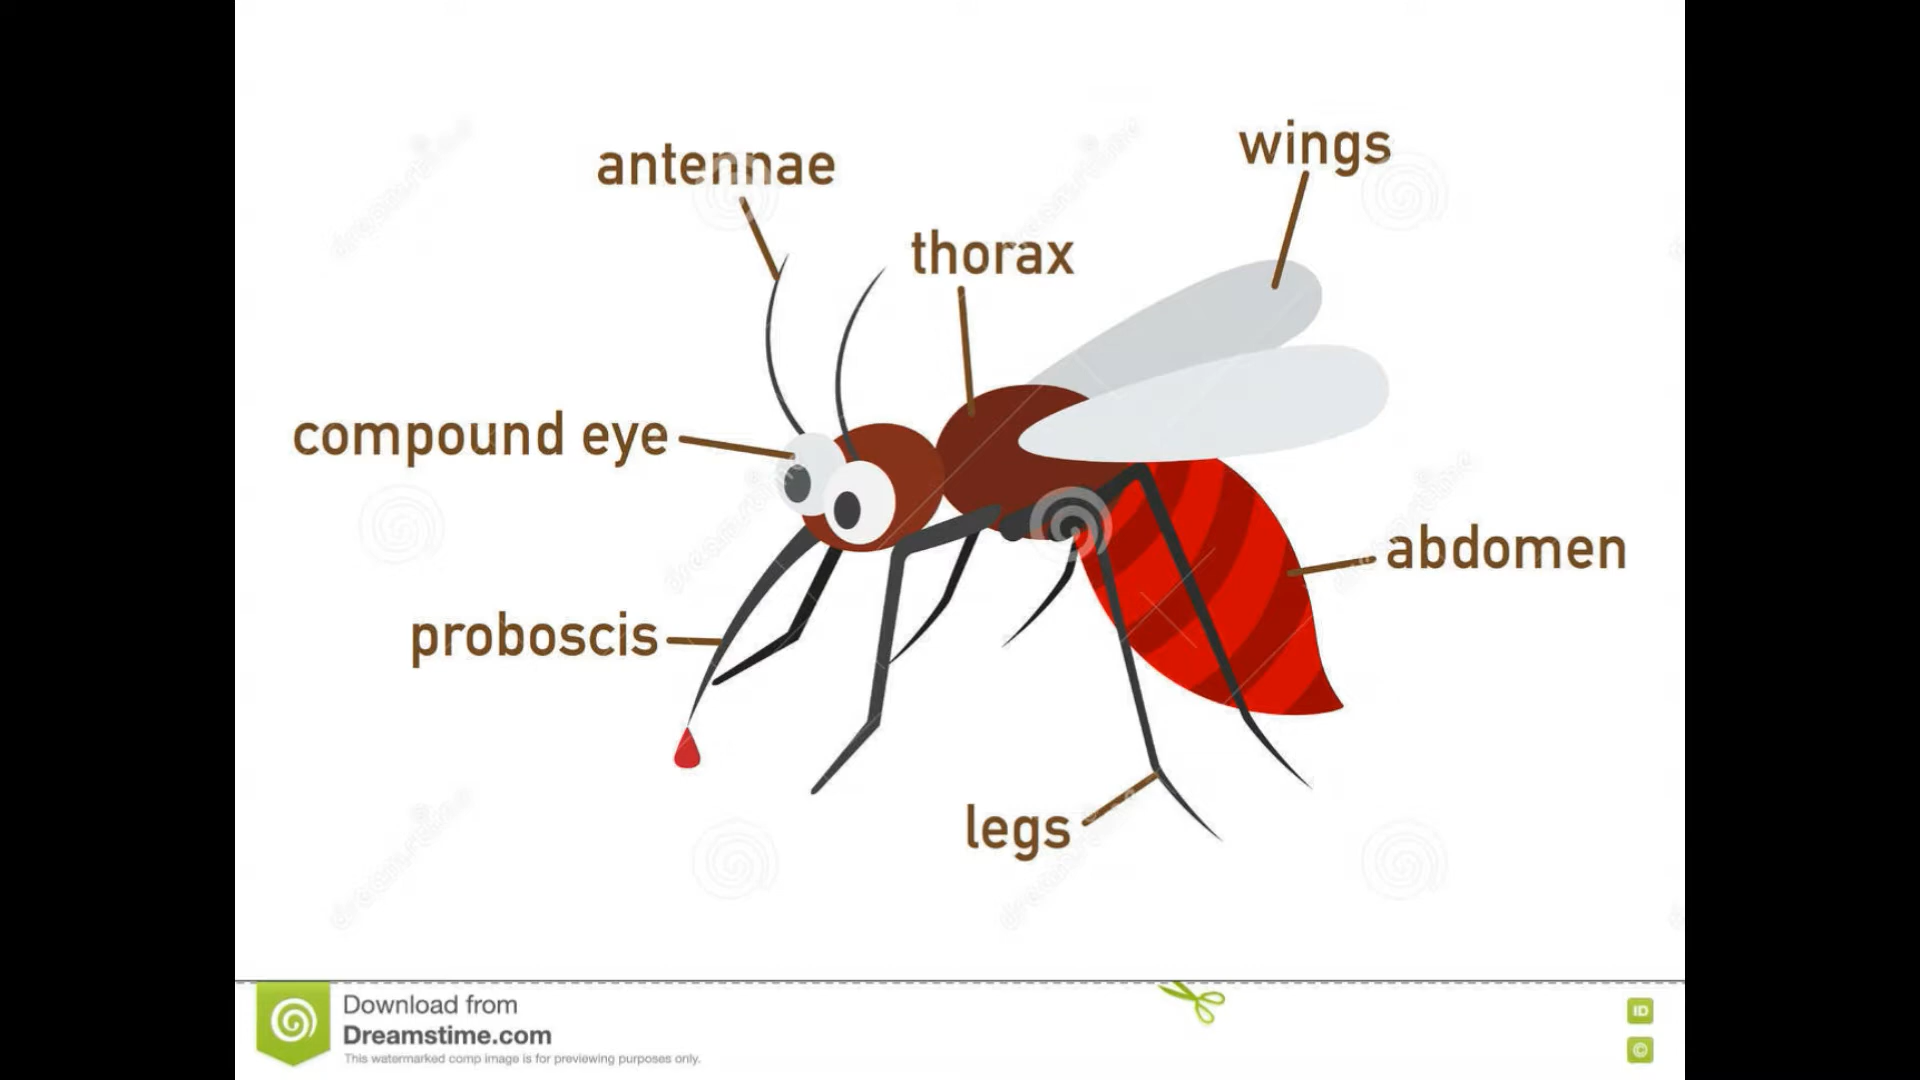 antennae
wings
thorax
compound eye
abdomen
proboscis
legs
Download from
Dreamstime.com
This watermarked comp image is for previewing purposes only.
ID
©